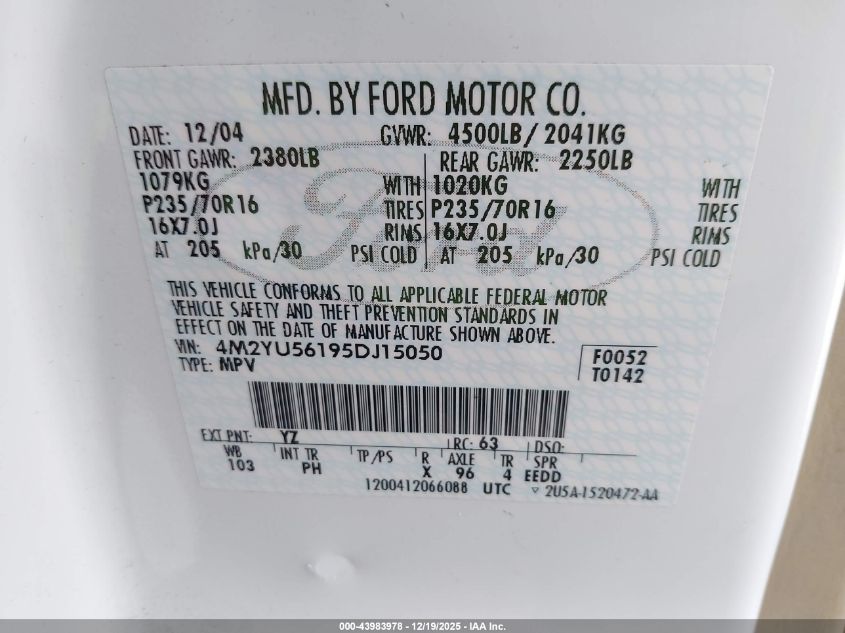 MFD. BY FORD MOTOR CO.
DATE: 12/04 GVWR: 4500LB/ 2041KG
FRONT GAWR: 2380LB REAR GAWR: 2250LB
1079KG WITH 1020KG WITH
P235/70R16 TIRES P235/70R16 TIRES
16X7.0J RIMS 16X7.0J RIMS
AT 205 kPa/30 PSI COLD AT 205 kPa/30 PSI COLD
Ford
THIS VEHICLE CONFORMS TO ALL APPLICABLE FEDERAL MOTOR
VEHICLE SAFETY AND THEFT PREVENTION STANDARDS IN
EFFECT ON THE DATE OF MANUFACTURE SHOWN ABOVE.
VIN: 4M2YU56195DJ15050 F0052
TYPE: MPV T0142
EXT PNT: YZ RC: 63 DSO:
WB INT TR TP/PS R AXLE TR SPR
103 PH X 96 4 EEDD
1200412066088 UTC ▽ 2U5A-1520472-AA
000-43983978 - 12/19/2025 - IAA Inc.